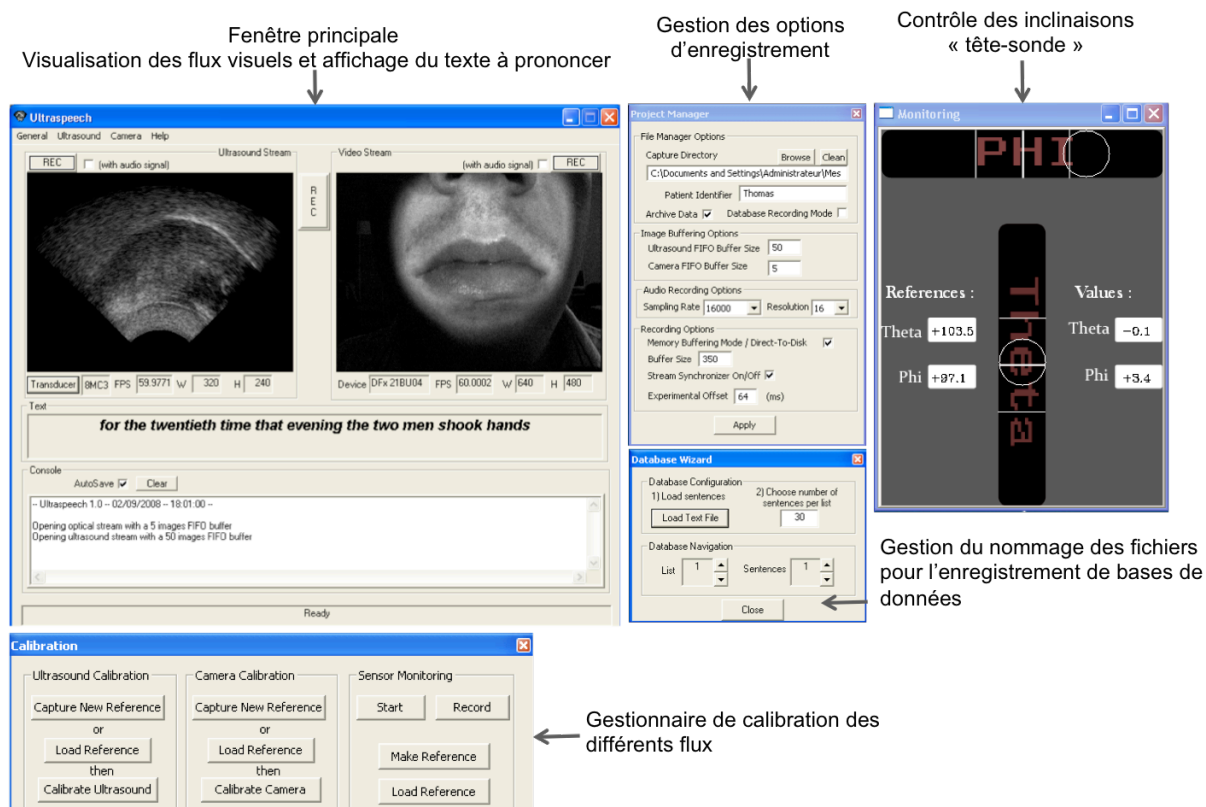 Fenêtre principale
Visualisation des flux visuels et affichage du texte à prononcer
Gestion des options
d'enregistrement
Contrôle des inclinaisons
« tête-sonde »
Ultraspeech
General Ultrasound Camera Help
Ultrasound Stream
REC (with audio signal)
REC
Video Stream
(with audio signal) REC
Transducer 8MC3 FPS 59.9771 W 320 H 240
Device DFx 21BU04 FPS 60.0002 W 640 H 480
Text
for the twentieth time that evening the two men shook hands
Console
AutoSave Clear
-- Ultraspeech 1.0 -- 02/09/2008 -- 18:01:00 --
Opening optical stream with a 5 images FIFO buffer
Opening ultrasound stream with a 50 images FIFO buffer
Ready
Project Manager
File Manager Options
Capture Directory Browse Clean
C:\Documents and Settings\Administrateur\Mes
Patient Identifier Thomas
Archive Data Database Recording Mode
Image Buffering Options
Ultrasound FIFO Buffer Size 50
Camera FIFO Buffer Size 5
Audio Recording Options
Sampling Rate 16000 Resolution 16
Recording Options
Memory Buffering Mode / Direct-To-Disk
Buffer Size 350
Stream Synchronizer On/Off
Experimental Offset 64 (ms)
Apply
Monitoring
PHI
Theta
References :
Theta +103.5
Phi +97.1
Values :
Theta -0.1
Phi +3.4
Database Wizard
Database Configuration
1) Load sentences
Load Text File
2) Choose number of
sentences per list
30
Database Navigation
List 1 Sentences 1
Close
Gestion du nommage des fichiers
pour l'enregistrement de bases de
données
Calibration
Ultrasound Calibration
Capture New Reference
or
Load Reference
then
Calibrate Ultrasound
Camera Calibration
Capture New Reference
or
Load Reference
then
Calibrate Camera
Sensor Monitoring
Start Record
Make Reference
Load Reference
Gestionnaire de calibration des
différents flux